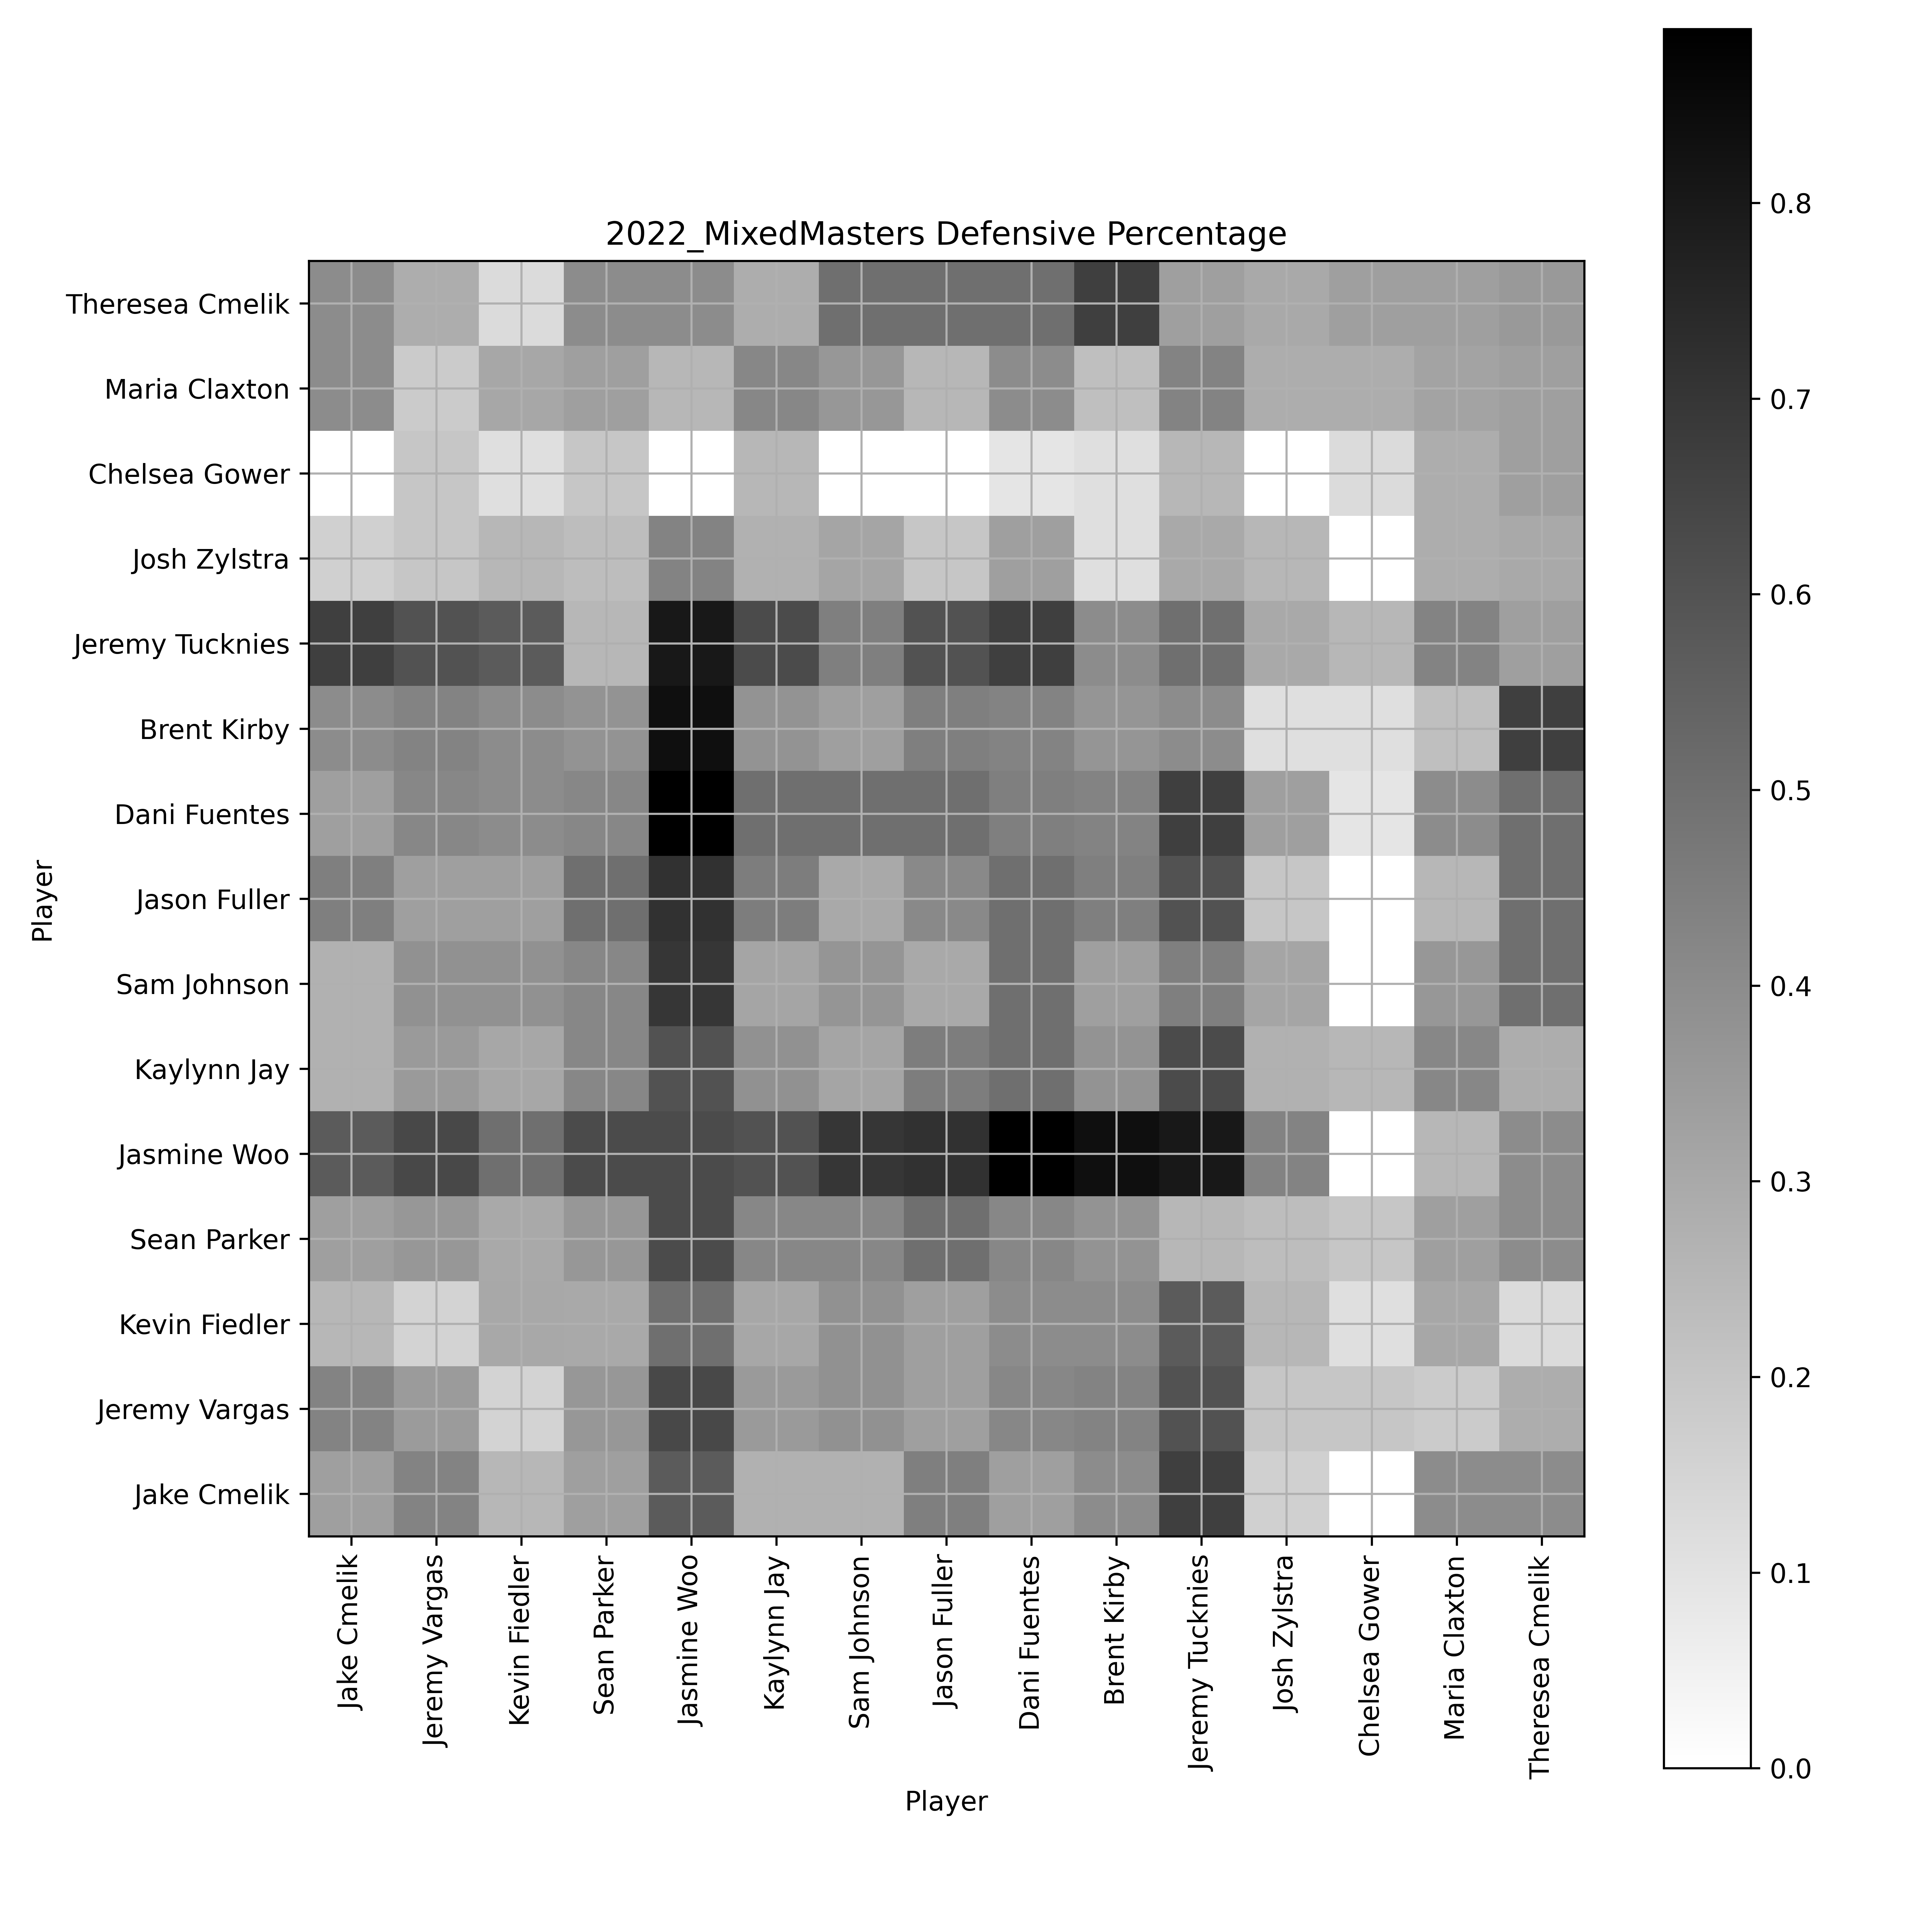 2022_MixedMasters Defensive Percentage
Theresea Cmelik
Maria Claxton
Chelsea Gower
Josh Zylstra
Jeremy Tucknies
Brent Kirby
Dani Fuentes
Jason Fuller
Sam Johnson
Kaylynn Jay
Jasmine Woo
Sean Parker
Kevin Fiedler
Jeremy Vargas
Jake Cmelik
Player
Jake Cmelik
Jeremy Vargas
Kevin Fiedler
Sean Parker
Jasmine Woo
Kaylynn Jay
Sam Johnson
Jason Fuller
Dani Fuentes
Brent Kirby
Jeremy Tucknies
Josh Zylstra
Chelsea Gower
Maria Claxton
Theresea Cmelik
Player
0.8
0.7
0.6
0.5
0.4
0.3
0.2
0.1
0.0